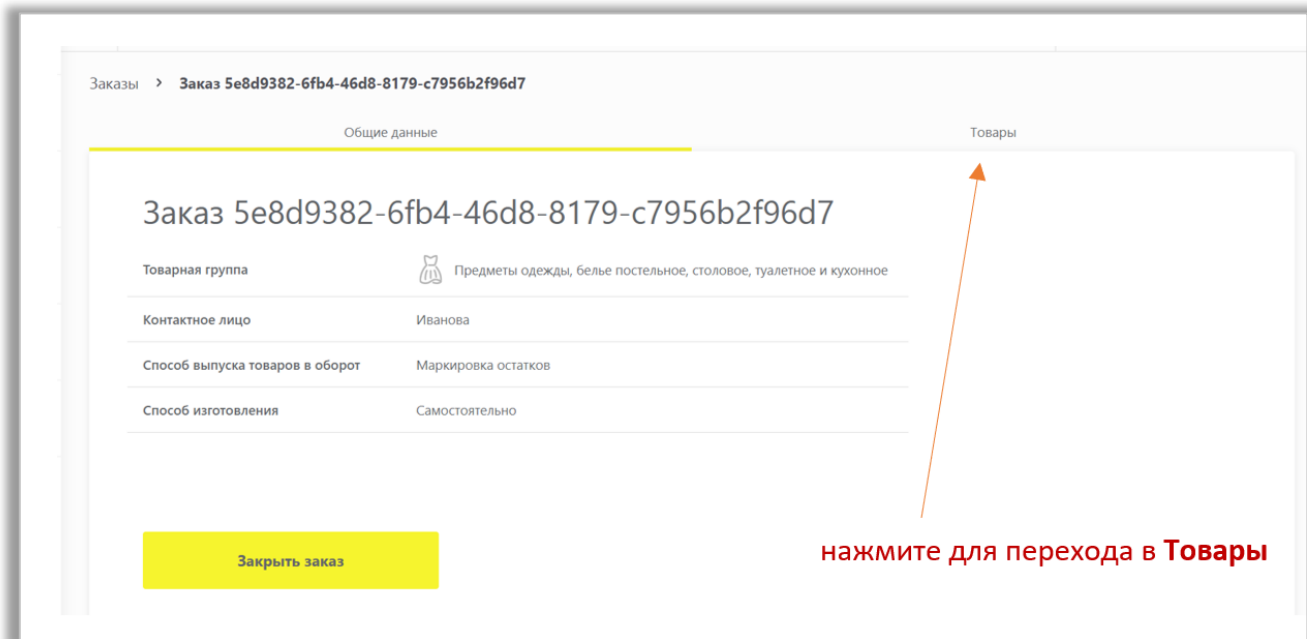 Заказы > Заказ 5e8d9382-6fb4-46d8-8179-c7956b2f96d7
Общие данные
Товары
Заказ 5e8d9382-6fb4-46d8-8179-c7956b2f96d7
Товарная группа Предметы одежды, белье постельное, столовое, туалетное и кухонное
Контактное лицо Иванова
Способ выпуска товаров в оборот Маркировка остатков
Способ изготовления Самостоятельно
Закрыть заказ
нажмите для перехода в Товары